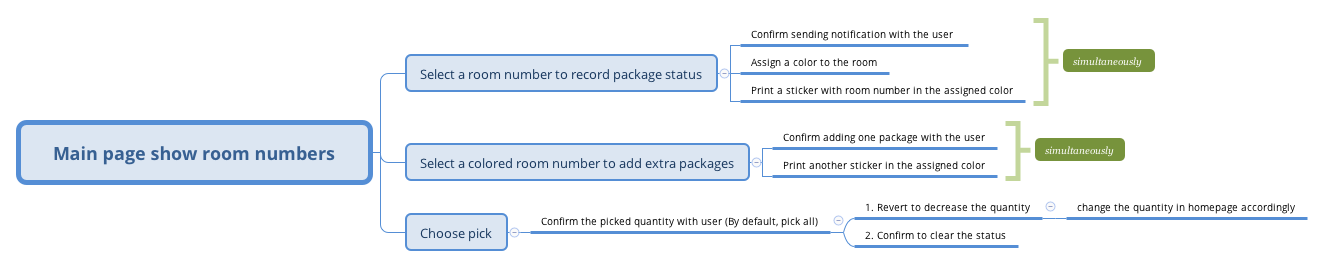 Main page show room numbers
Select a room number to record package status
Confirm sending notification with the user
Assign a color to the room
Print a sticker with room number in the assigned color
simultaneously
Select a colored room number to add extra packages
Confirm adding one package with the user
Print another sticker in the assigned color
simultaneously
Choose pick
Confirm the picked quantity with user (By default, pick all)
1. Revert to decrease the quantity
change the quantity in homepage accordingly
2. Confirm to clear the status